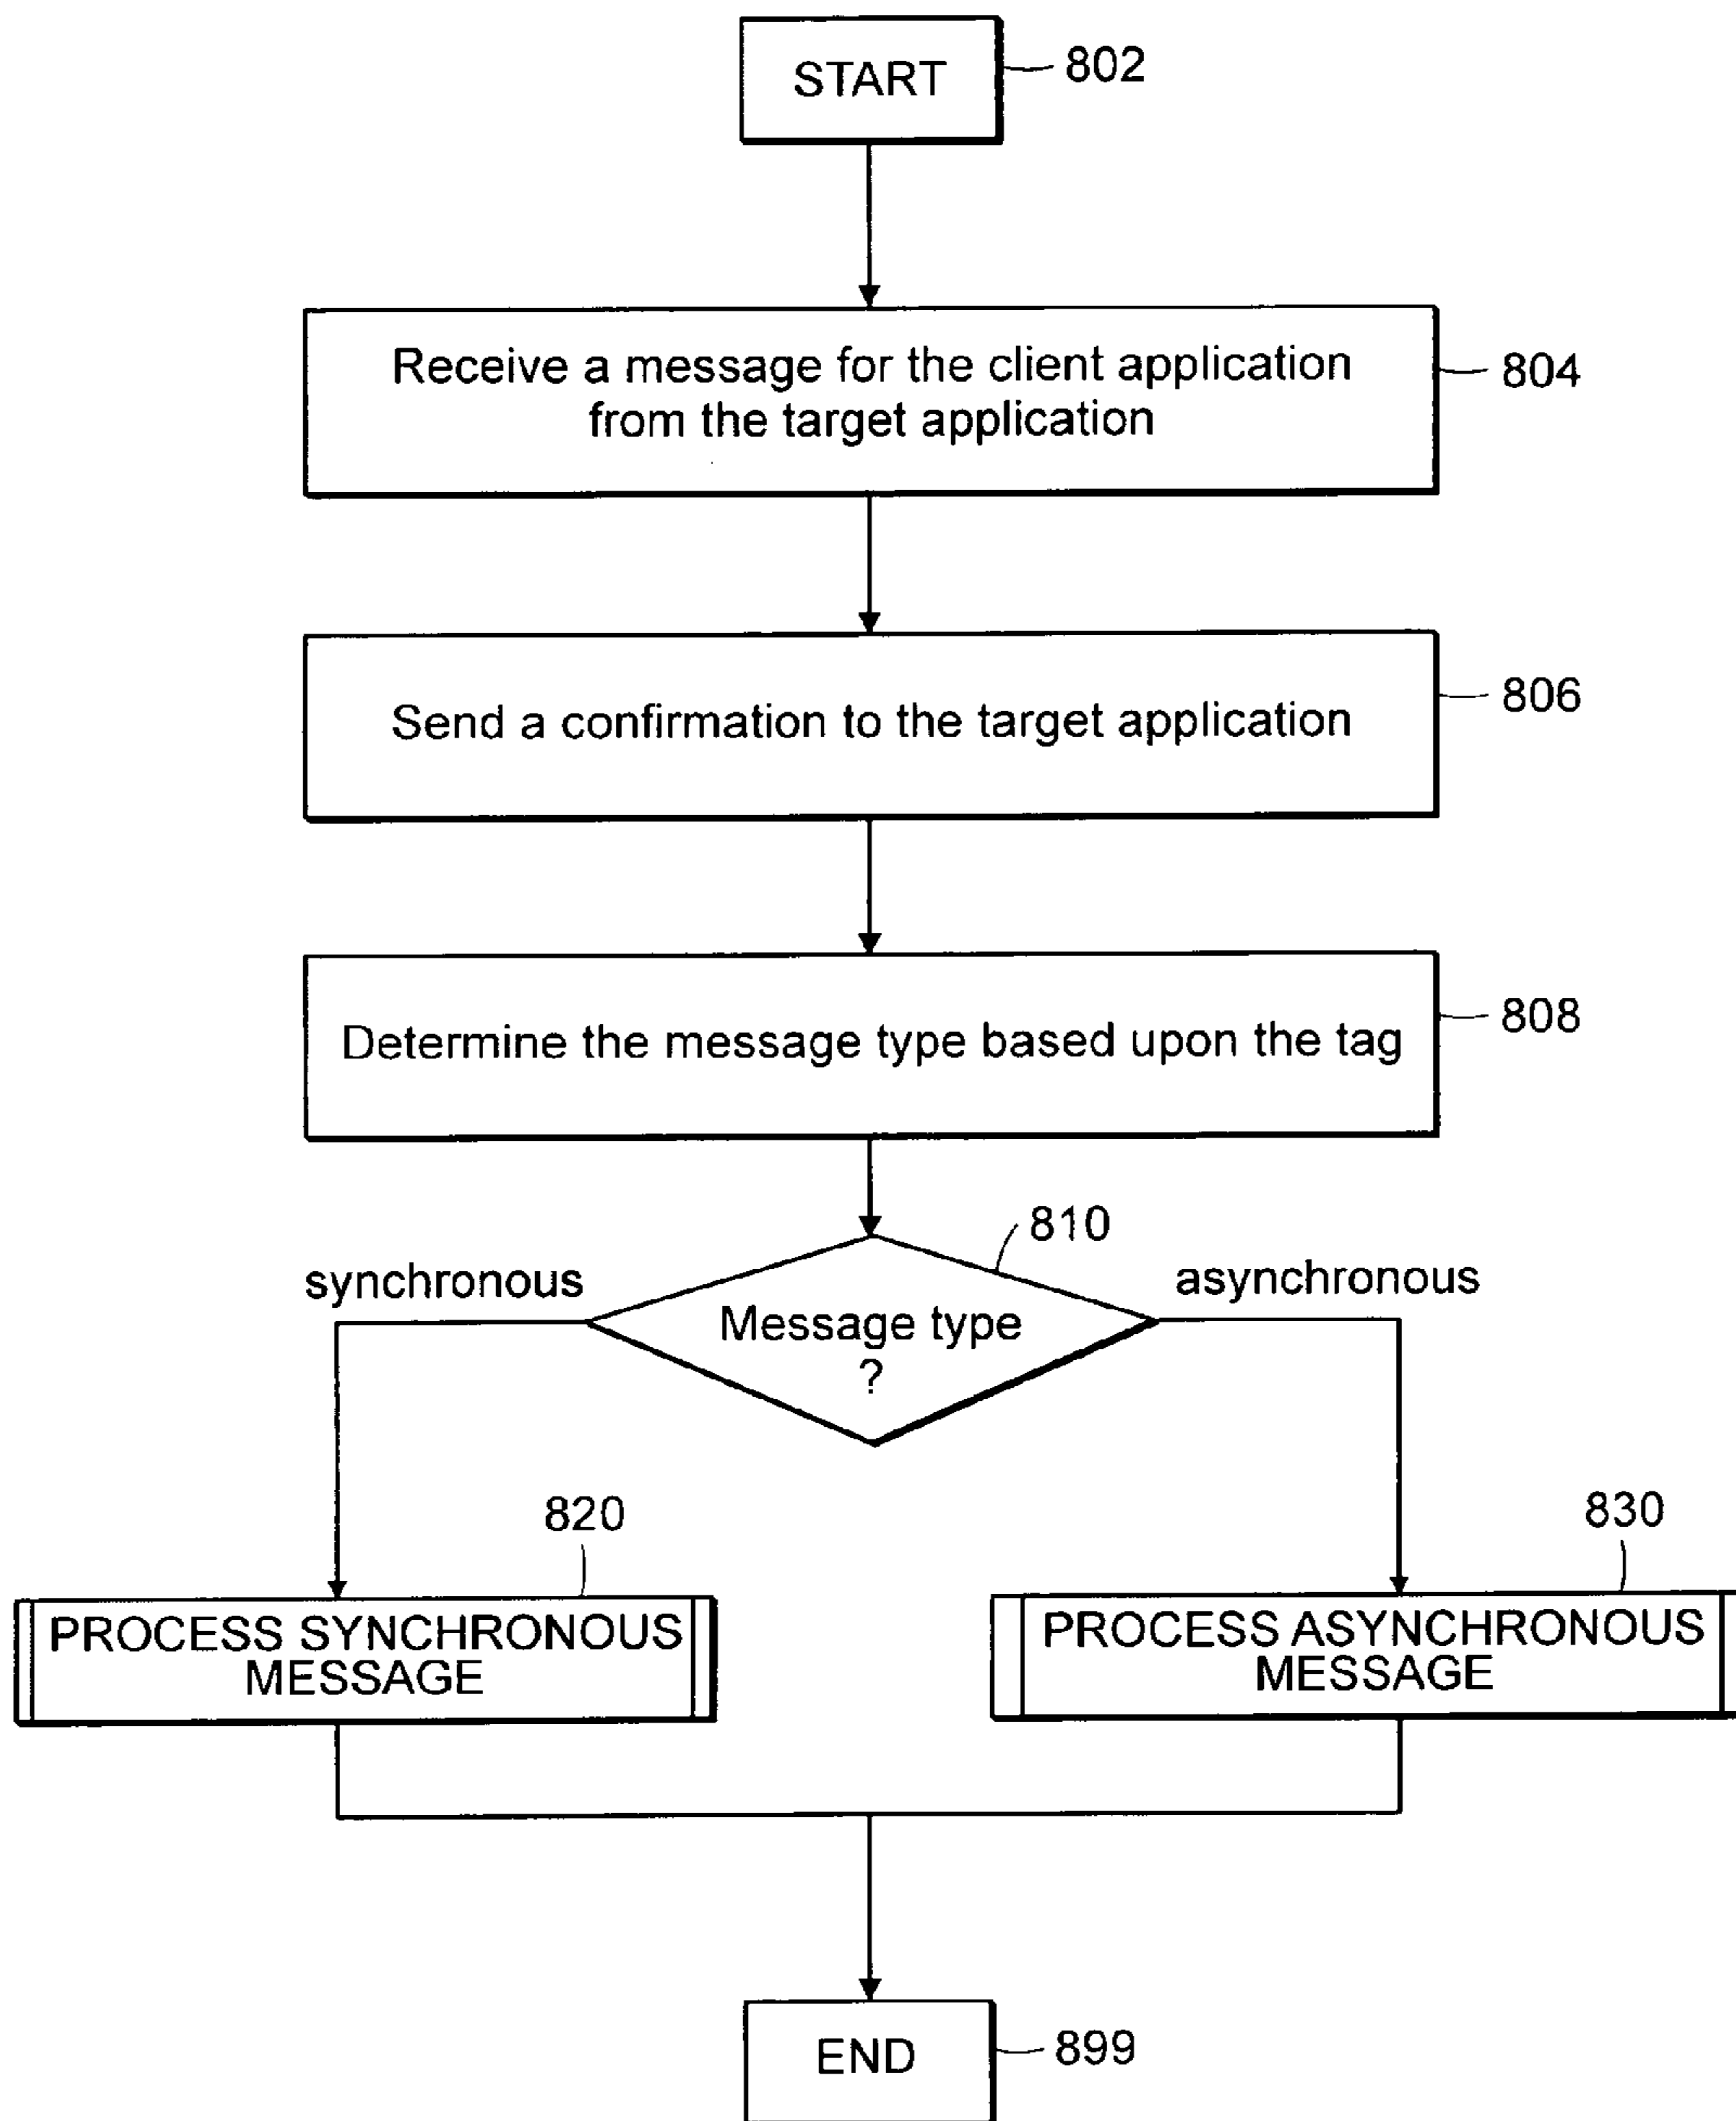 START
802
Receive a message for the client application
from the target application
804
Send a confirmation to the target application
806
Determine the message type based upon the tag
808
810
synchronous
asynchronous
Message type
?
820
830
PROCESS SYNCHRONOUS
MESSAGE
PROCESS ASYNCHRONOUS
MESSAGE
END
899